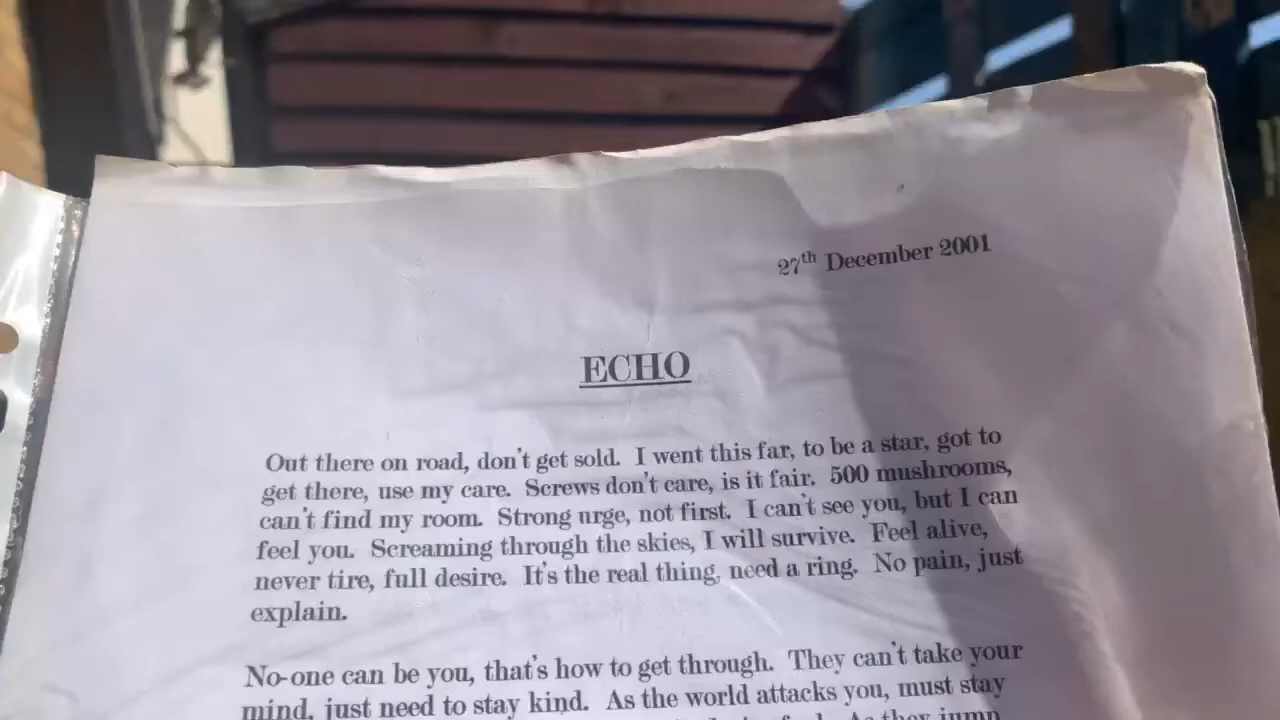 27th December 2001
ECHO
Out there on road, don't get sold. I went this far, to be a star, got to
get there, use my care. Screws don't care, is it fair. 500 mushrooms,
can't find my room. Strong urge, not first. I can't see you, but I can
feel you. Screaming through the skies, I will survive. Feel alive,
never tire, full desire. It's the real thing, need a ring. No pain, just
explain.
No-one can be you, that's how to get through. They can't take your
mind, just need to stay kind. As the world attacks you, must stay
As they jump